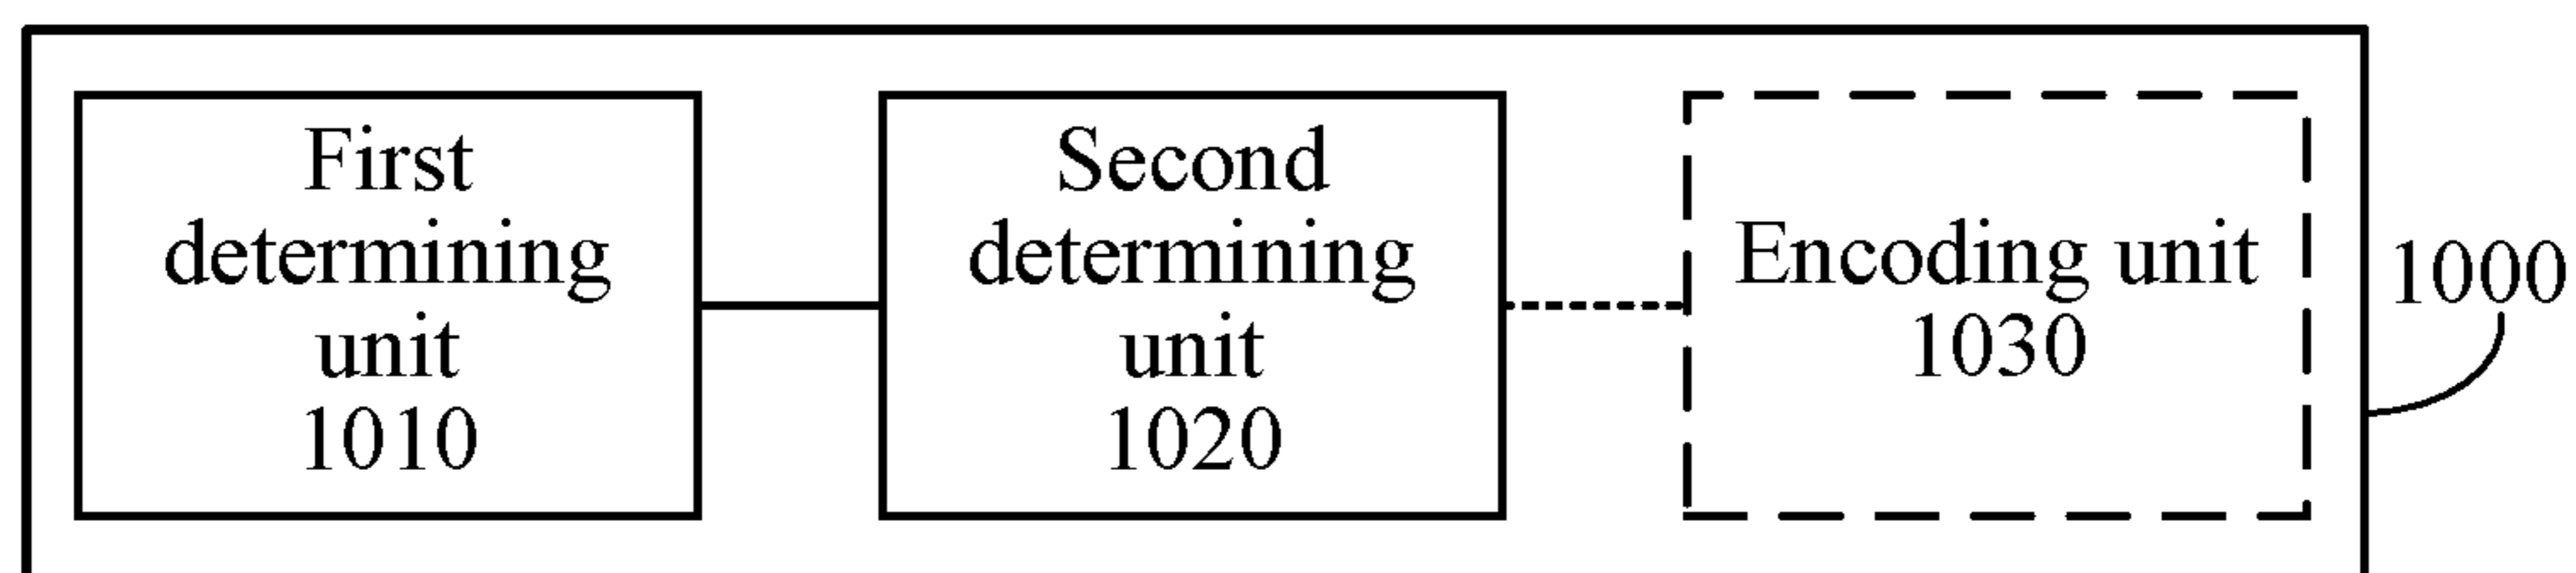 First
determining
unit
1010
Second
determining
unit
1020
Encoding unit
1030
1000